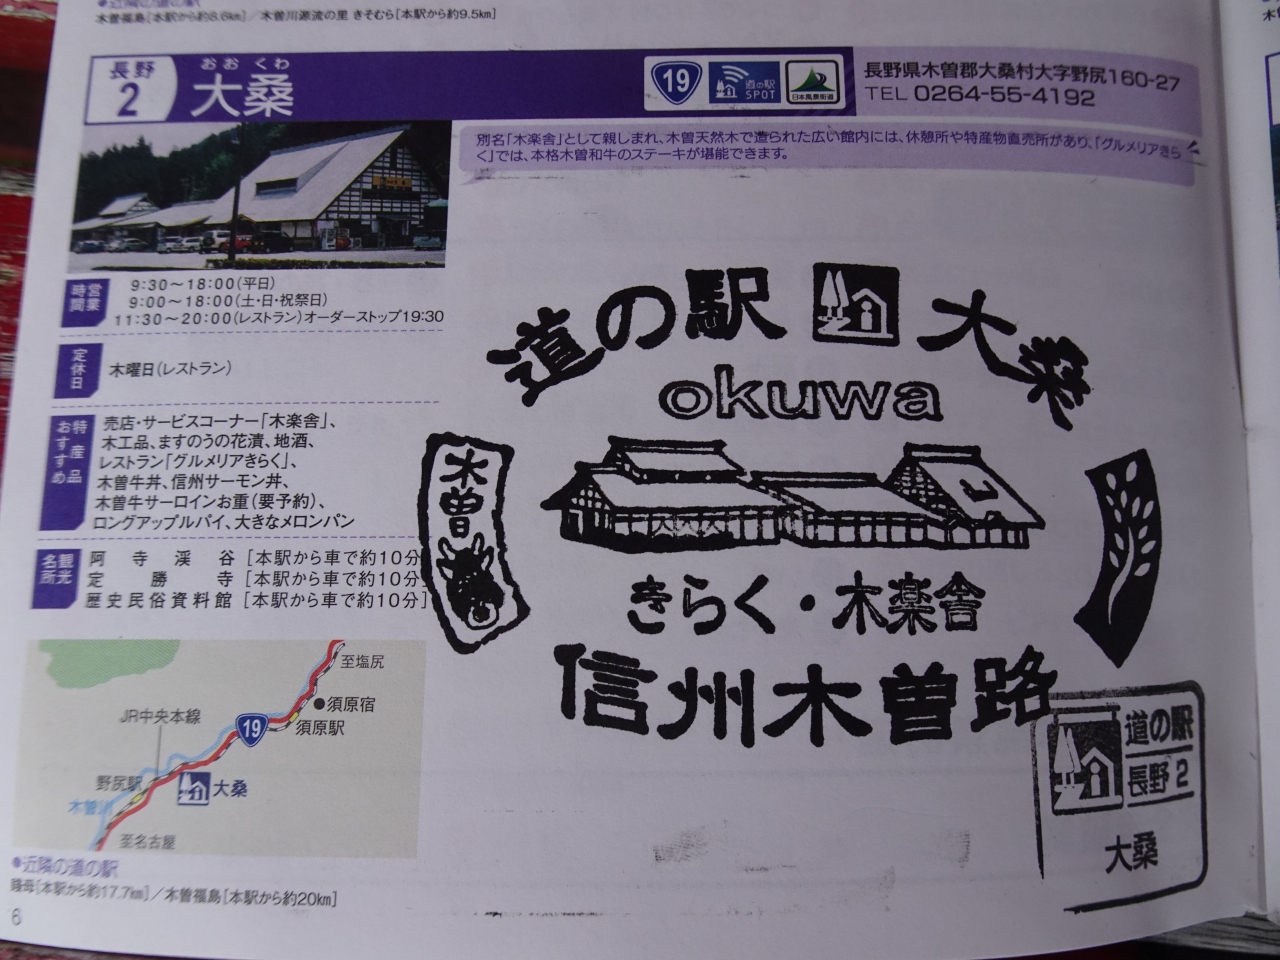 木曽福島[本駅から約8.6km]/木曽川源流の里 きそむら[本駅から約9.5km]
長野
2
おおくわ
大桑
19
道の駅
SPOT
日本風景街道
長野県木曽郡大桑村大字野尻160-27
TEL 0264-55-4192
別名「木楽舎」として親しまれ、木曽天然木で造られた広い館内には、休憩所や特産物直売所があり、「グルメリアきら
く」では、本格木曽和牛のステーキが堪能できます。
営業時間
9:30〜18:00(平日)
9:00〜18:00(土・日・祝祭日)
11:30〜20:00(レストラン)オーダーストップ19:30
定休日
木曜日(レストラン)
特産品おすすめ
売店・サービスコーナー「木楽舎」、
木工品、ますのうの花漬、地酒、
レストラン「グルメリアきらく」、
木曽牛丼、信州サーモン丼、
木曽牛サーロインお重(要予約)、
ロングアップルパイ、大きなメロンパン
観光名所
阿寺渓谷[本駅から車で約10分
定勝寺[本駅から車で約10分]
歴史民俗資料館[本駅から車で約10分]
至塩尻
須原宿
須原駅
JR中央本線
19
野尻駅
大桑
木曽川
至名古屋
●近隣の道の駅
賤母[本駅から約17.7km]/木曽福島[本駅から約20km]
6
道の駅 大桑
okuwa
木曽
きらく・木楽舎
信州木曽路
道の駅
長野 2
大桑